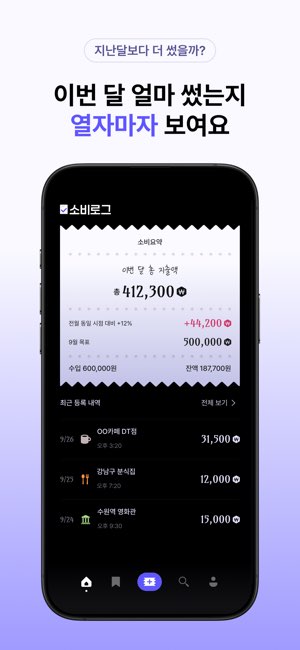 지난달보다 더 썼을까?
이번 달 얼마 썼는지
열자마자 보여요
소비로그
소비요약
이번 달 총 지출액
총 412,300 W
전월 동일 시점 대비 +12% +44,200 W
9월 목표 500,000 W
수입 600,000원 잔액 187,700원
최근 등록 내역 전체 보기 >
9/26 OO카페 DT점 31,500 W
오후 3:20
9/25 강남구 분식집 12,000 W
오후 7:20
9/24 수원역 영화관 15,000 W
오후 9:30